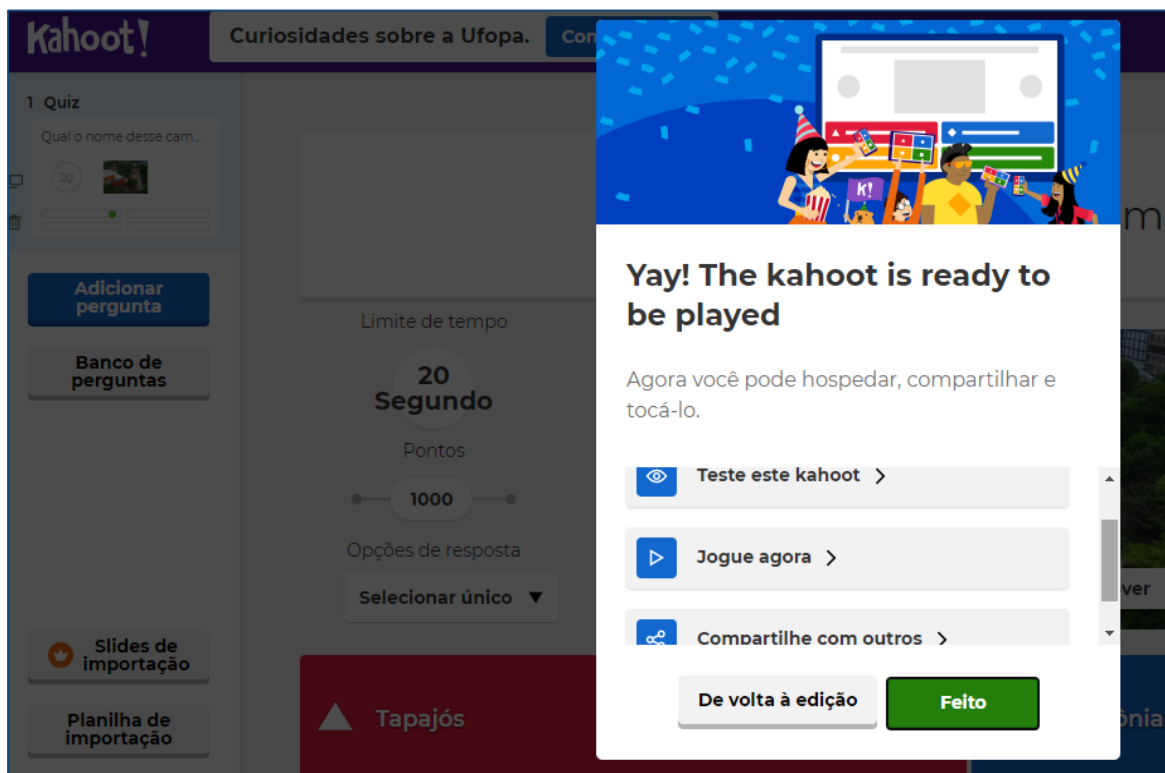 Kahoot!
Curiosidades sobre a Ufopa.
Con
1 Quiz
Qual o nome desse cam...
20
Adicionar
pergunta
Banco de
perguntas
Slides de
importação
Planilha de
importação
Limite de tempo
20
Segundo
Pontos
1000
Opções de resposta
Selecionar único
Tapajós
K!
Yay! The kahoot is ready to
be played
Agora você pode hospedar, compartilhar e
tocá-lo.
Teste este kahoot
Jogue agora
Compartilhe com outros
De volta à edição
Feito
m
ver
ônia